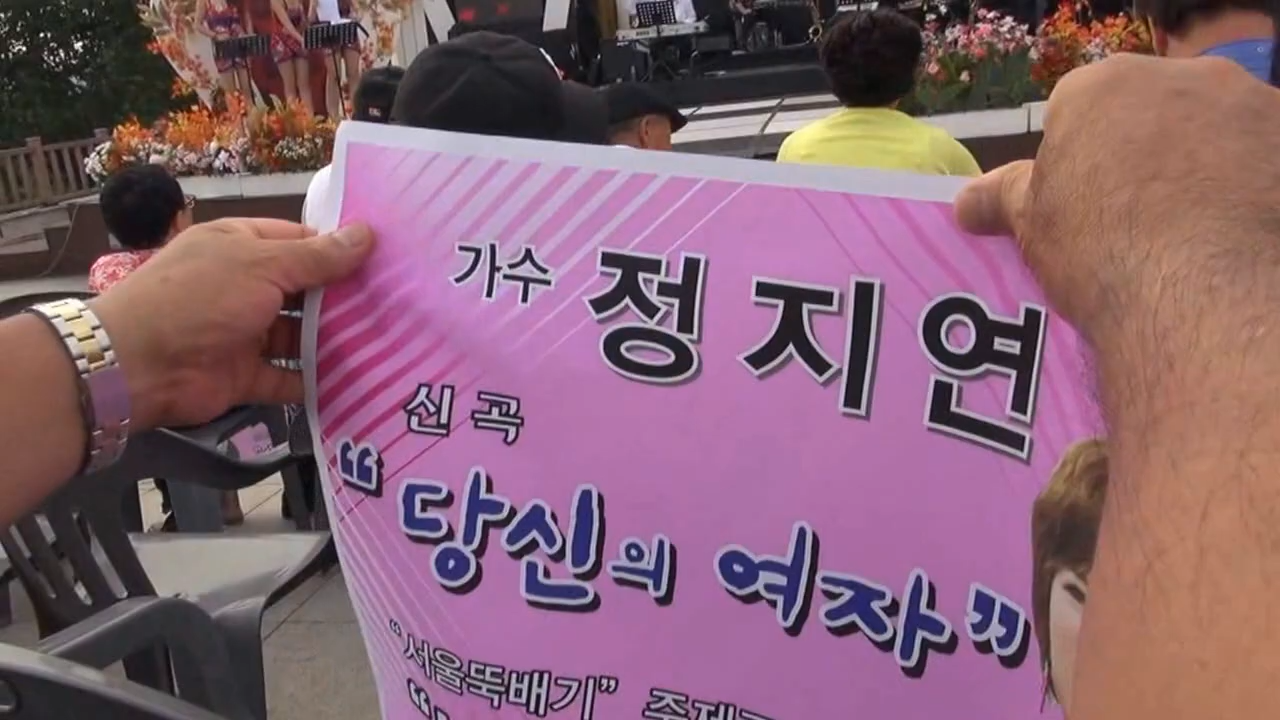 가수 정지연
신곡
“당신의 여자”
“서울뚝배기”